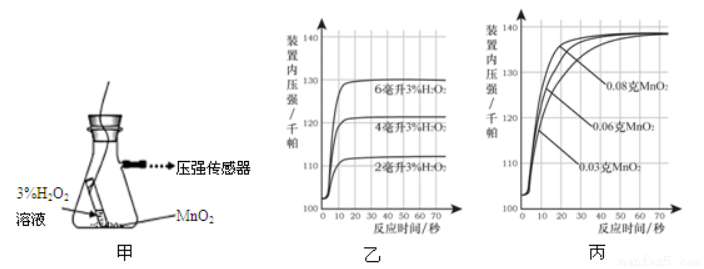 3%H₂O₂
溶液
压强传感器
MnO₂
甲
装置内压强/千帕
130
120
110
100
6毫升3%H₂O₂
4毫升3%H₂O₂
2毫升3%H₂O₂
0 10 20 30 40 50 60 70
反应时间/秒
乙
装置内压强/千帕
130
120
110
100
0.08克MnO₂
0.06克MnO₂
0.03克MnO₂
0 10 20 30 40 50 60 70
反应时间/秒
丙